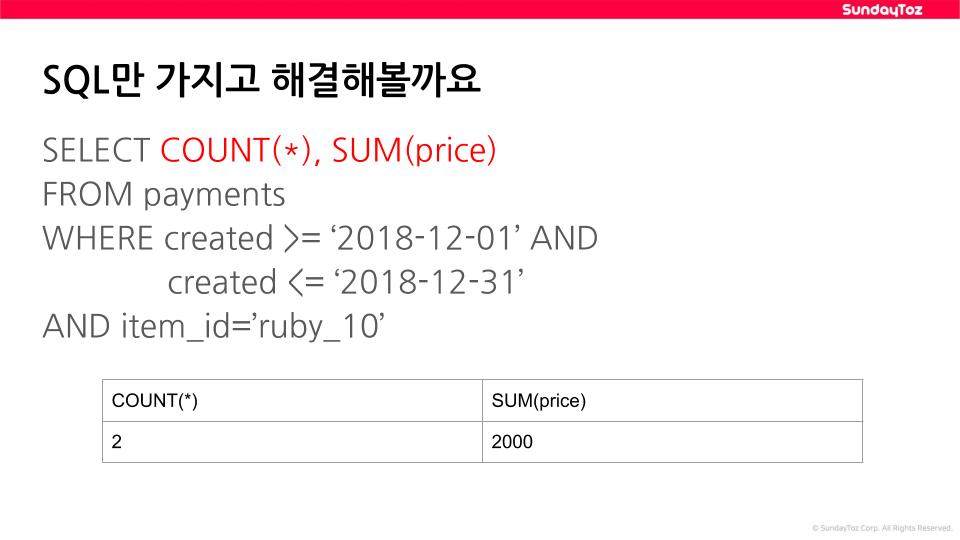 SundayToz
SQL만 가지고 해결해볼까요
SELECT COUNT(*), SUM(price)
FROM payments
WHERE created >= ‘2018-12-01’ AND
created <= ‘2018-12-31’
AND item_id=’ruby_10’
COUNT(*) SUM(price)
2 2000
© SundayToz Corp. All Rights Reserved.